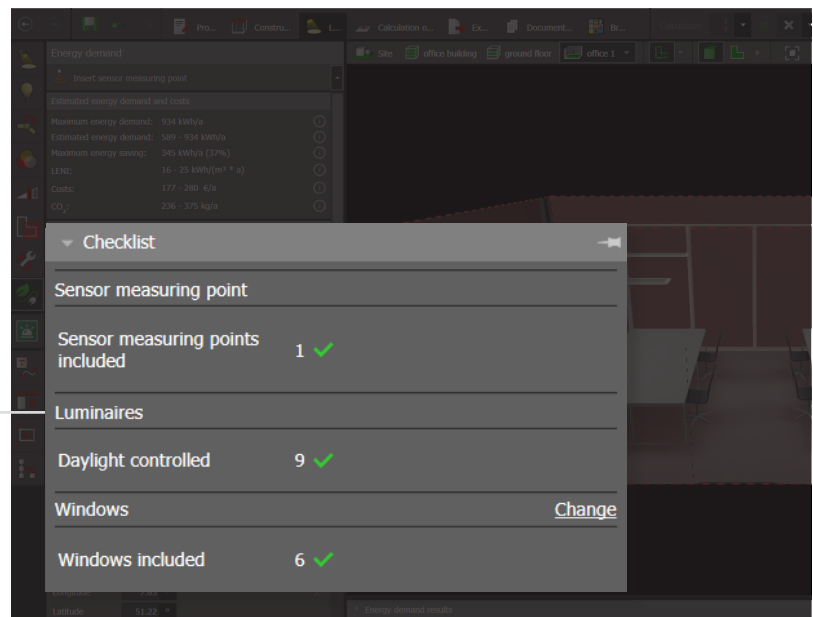 Pro... Constru... L... Calculation o... Ex... Document... Br...
Energy demand
Site office building ground floor office 1
Insert sensor measuring point
Estimated energy demand and costs
Maximum energy demand: 934 kWh/a
Estimated energy demand: 589 - 934 kWh/a
Maximum energy saving: 345 kWh/a (37%)
LENI: 16 - 25 kWh/(m² * a)
Costs: 177 - 280 €/a
CO₂: 236 - 375 kg/a
Checklist
Sensor measuring point
Sensor measuring points
included
1
Luminaires
Daylight controlled 9
Windows Change
Windows included 6
Longitude
Latitude 51.22 °
Energy demand results